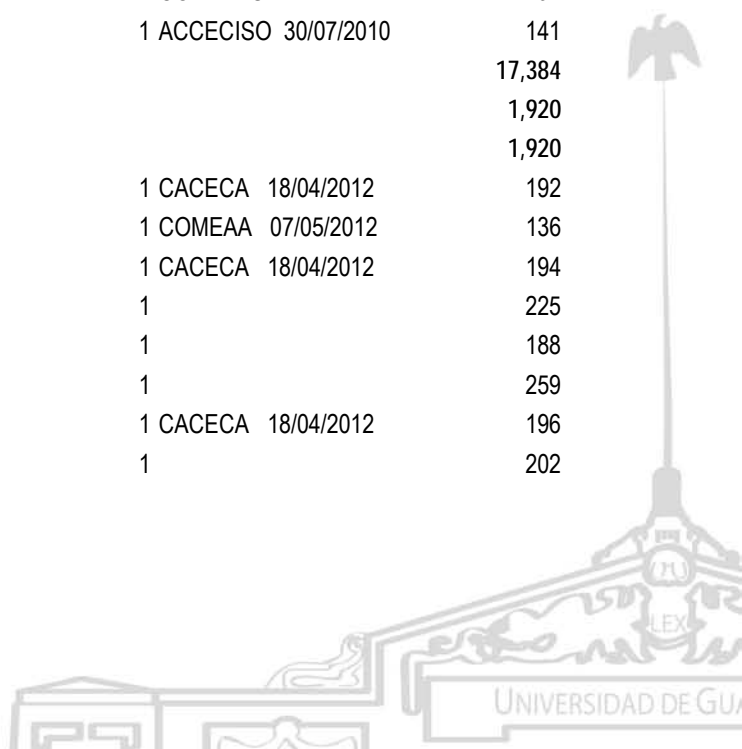 1 ACCECISO 30/07/2010 141
17,384
1,920
1,920
1 CACECA 18/04/2012 192
1 COMEAA 07/05/2012 136
1 CACECA 18/04/2012 194
1 225
1 188
1 259
1 CACECA 18/04/2012 196
1 202
LEX
UNIVERSIDAD DE GUA